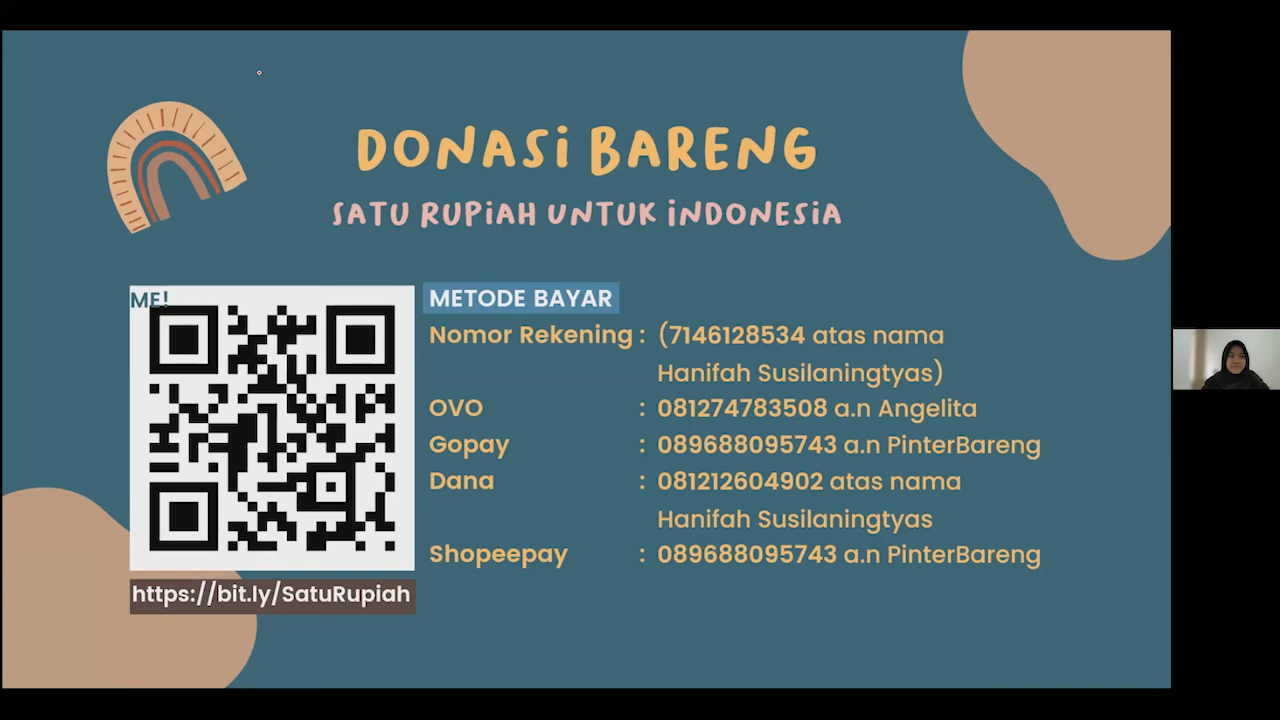 DONASI BARENG
SATU RUPIAH UNTUK INDONESIA
ME!
METODE BAYAR
Nomor Rekening : (7146128534 atas nama
Hanifah Susilaningtyas)
OVO : 081274783508 a.n Angelita
Gopay : 089688095743 a.n PinterBareng
Dana : 081212604902 atas nama
Hanifah Susilaningtyas
Shopeepay : 089688095743 a.n PinterBareng
https://bit.ly/SatuRupiah